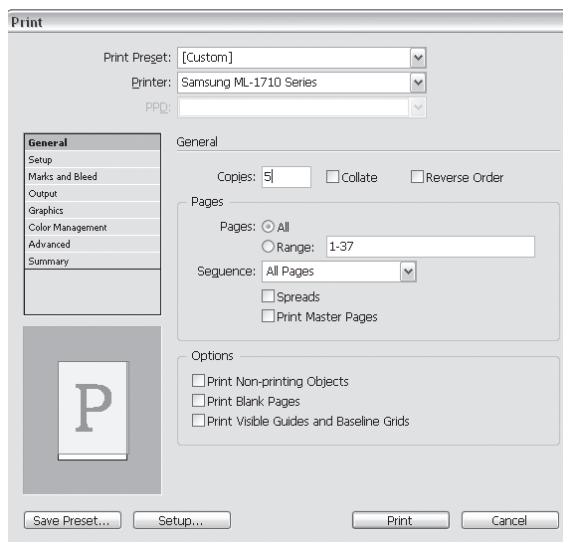 Print
Print Preset: [Custom]
Printer: Samsung ML-1710 Series
PPD:
General
Setup
Marks and Bleed
Output
Graphics
Color Management
Advanced
Summary
General
Copies: 5 Collate Reverse Order
Pages
Pages: All
Range: 1-37
Sequence: All Pages
Spreads
Print Master Pages
Options
Print Non-printing Objects
Print Blank Pages
Print Visible Guides and Baseline Grids
P
Save Preset... Setup... Print Cancel